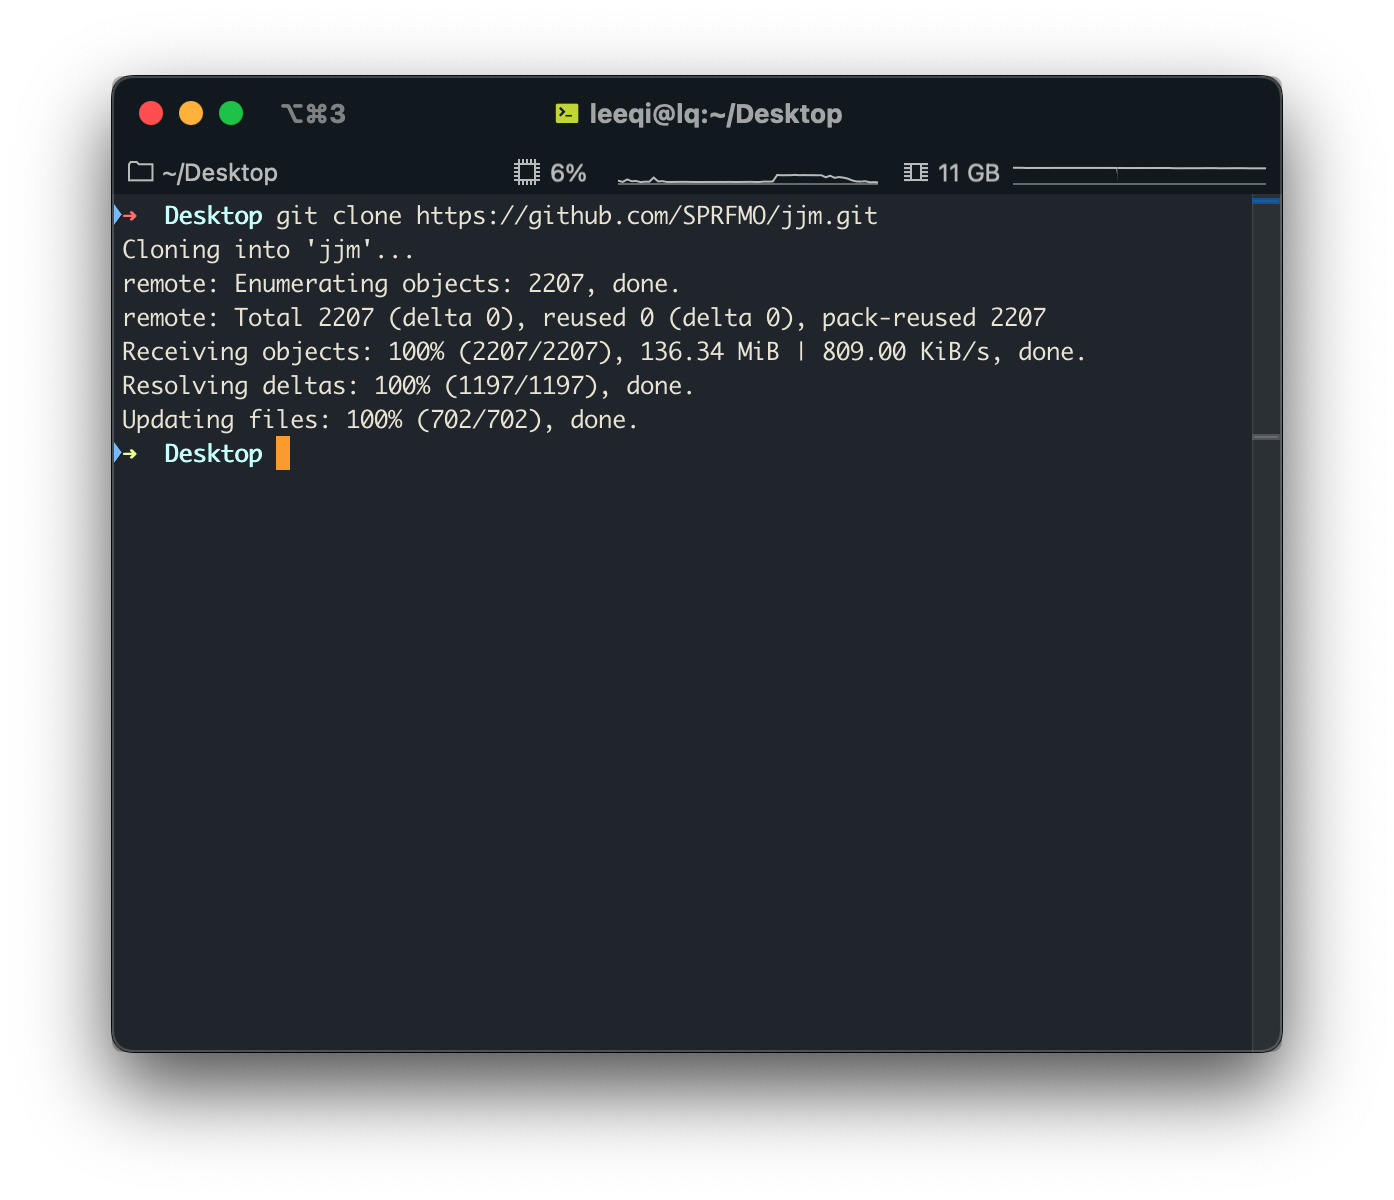 ⌥⌘3
leeqi@lq:~/Desktop
~/Desktop 6% 11 GB
➜ Desktop git clone https://github.com/SPRFMO/jjm.git
Cloning into 'jjm'...
remote: Enumerating objects: 2207, done.
remote: Total 2207 (delta 0), reused 0 (delta 0), pack-reused 2207
Receiving objects: 100% (2207/2207), 136.34 MiB | 809.00 KiB/s, done.
Resolving deltas: 100% (1197/1197), done.
Updating files: 100% (702/702), done.
➜ Desktop